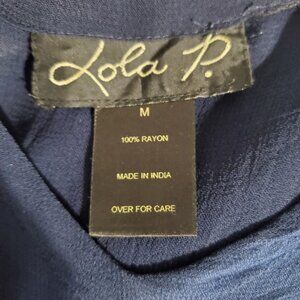 Lola P.
M
100% RAYON
MADE IN INDIA
OVER FOR CARE